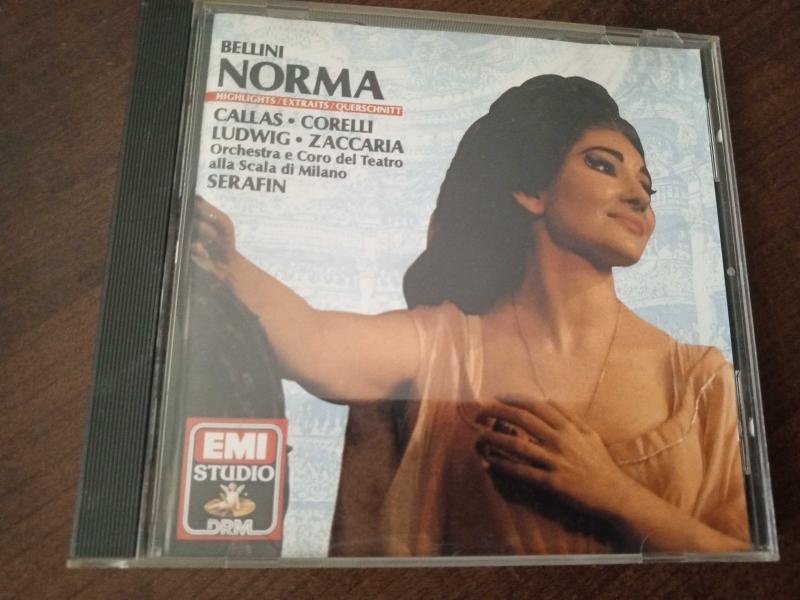 BELLINI
NORMA
HIGHLIGHTS/EXTRAITS/QUERSCHNITT
CALLAS • CORELLI
LUDWIG • ZACCARIA
Orchestra e Coro del Teatro
alla Scala di Milano
SERAFIN
EMI
STUDIO
DRM